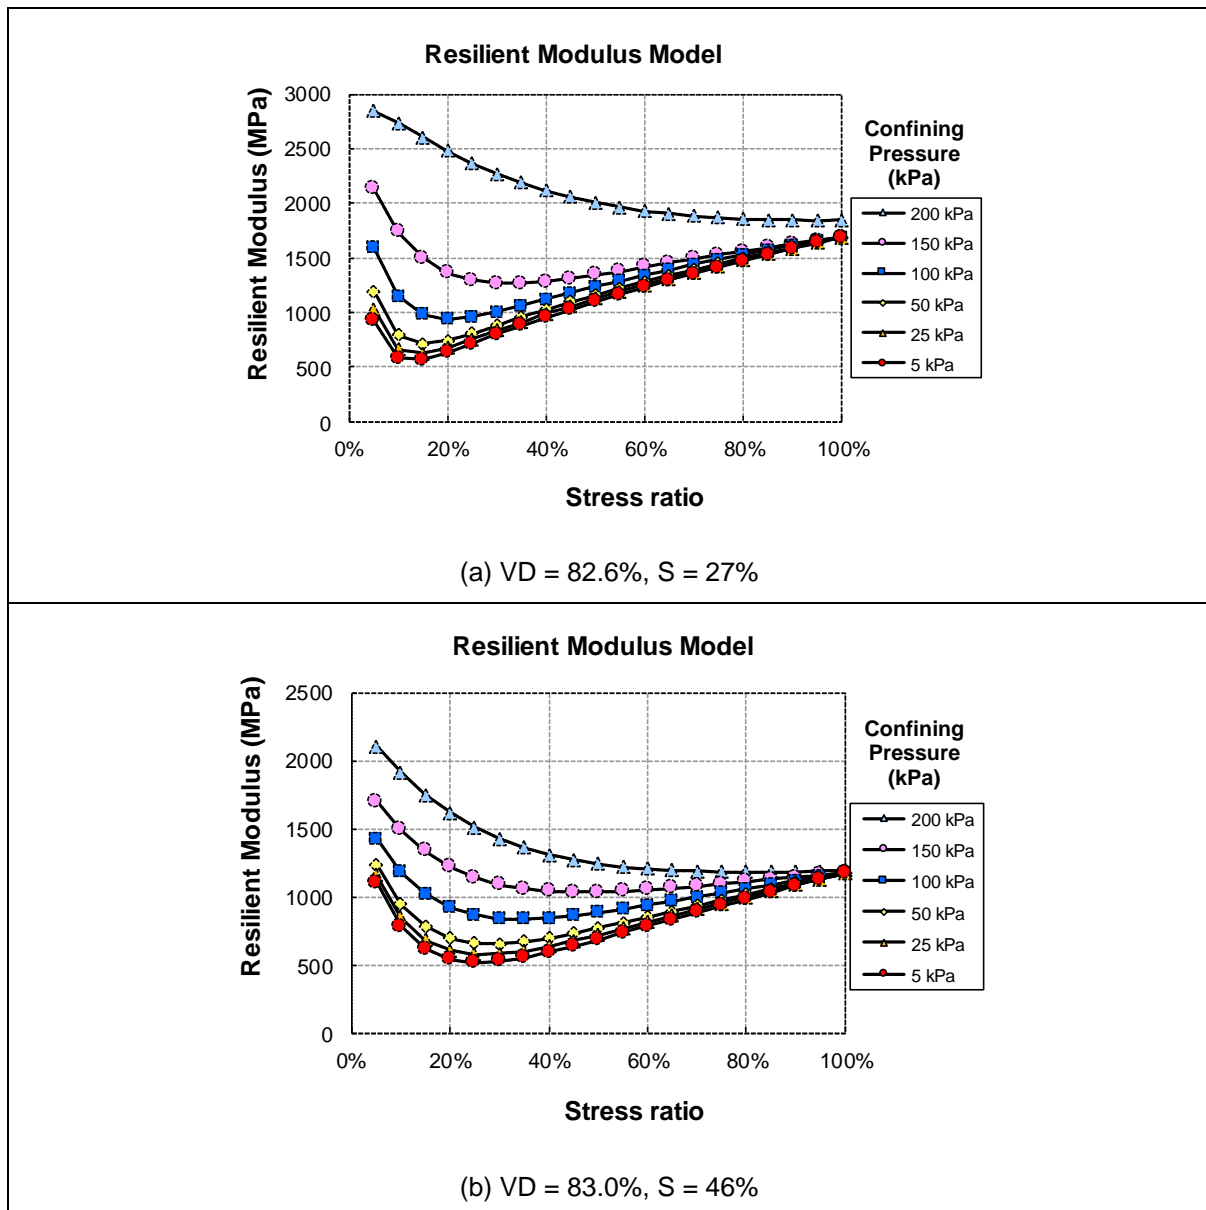 Resilient Modulus Model
Resilient Modulus (MPa)
3000
2500
2000
1500
1000
500
0
0% 20% 40% 60% 80% 100%
Stress ratio
Confining
Pressure
(kPa)
200 kPa
150 kPa
100 kPa
50 kPa
25 kPa
5 kPa
(a) VD = 82.6%, S = 27%
Resilient Modulus Model
Resilient Modulus (MPa)
2500
2000
1500
1000
500
0
0% 20% 40% 60% 80% 100%
Stress ratio
Confining
Pressure
(kPa)
200 kPa
150 kPa
100 kPa
50 kPa
25 kPa
5 kPa
(b) VD = 83.0%, S = 46%